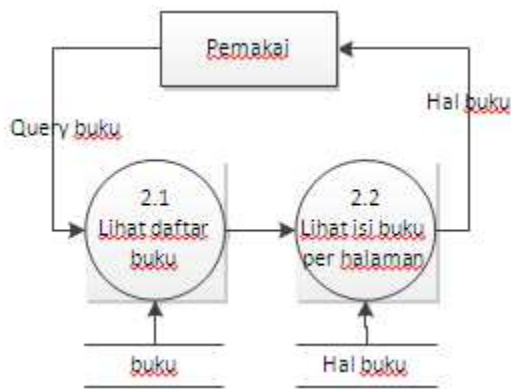 Pemakai
Hal buku
Query buku
2.1
Lihat daftar
buku
2.2
Lihat isi buku
per halaman
buku
Hal buku